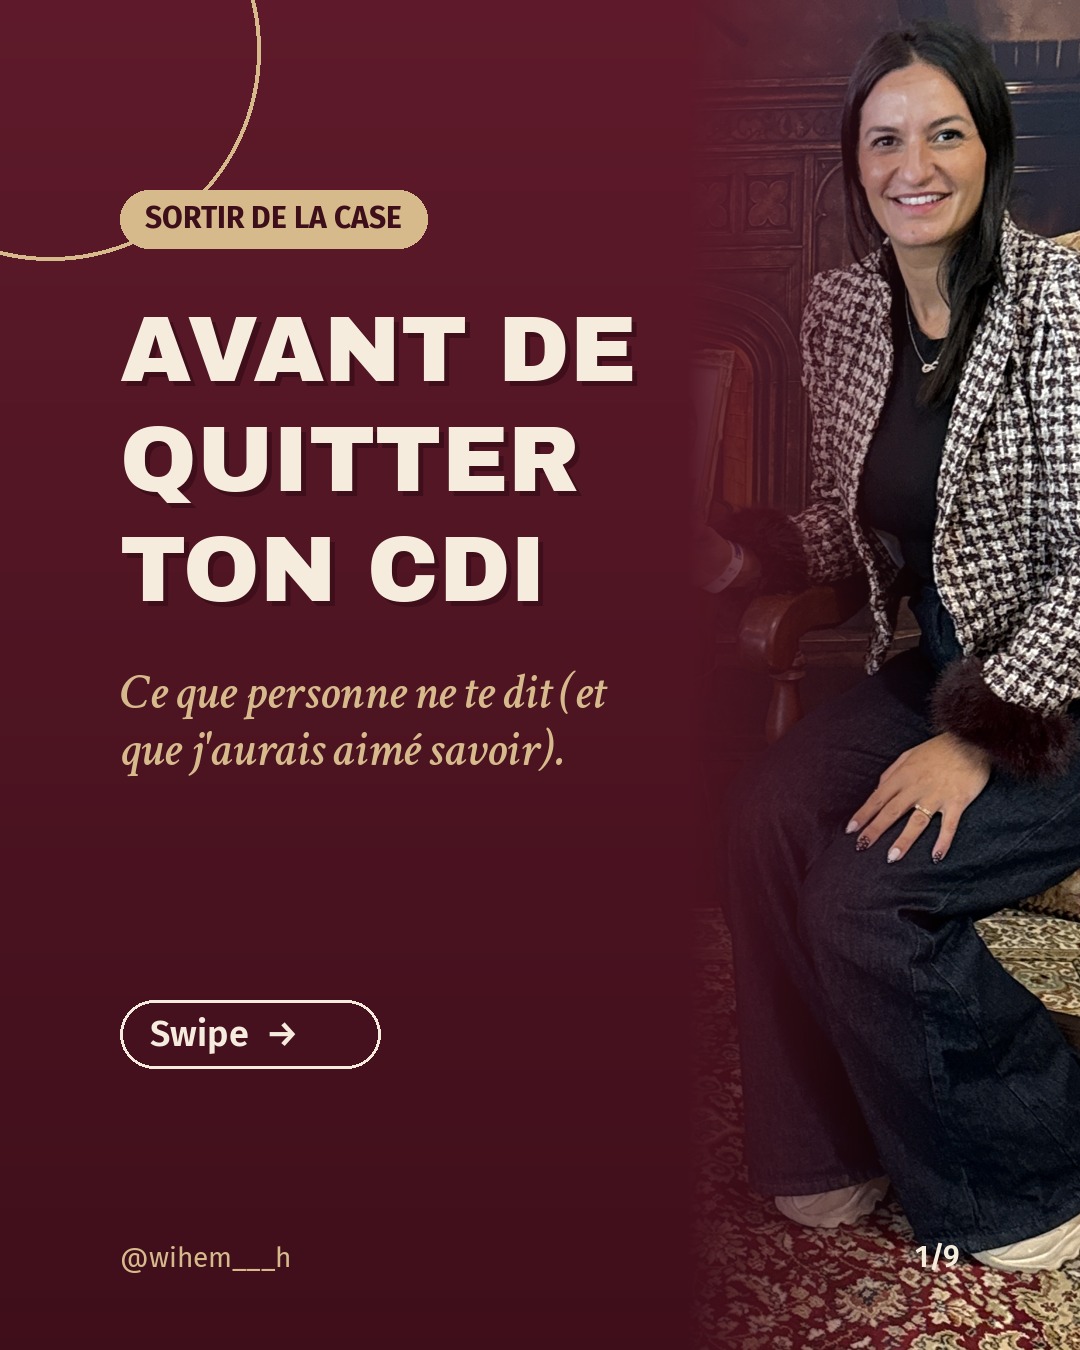 SORTIR DE LA CASE
AVANT DE
QUITTER
TON CDI
Ce que personne ne te dit (et
que j'aurais aimé savoir).
Swipe →
@wihem___h
1/9